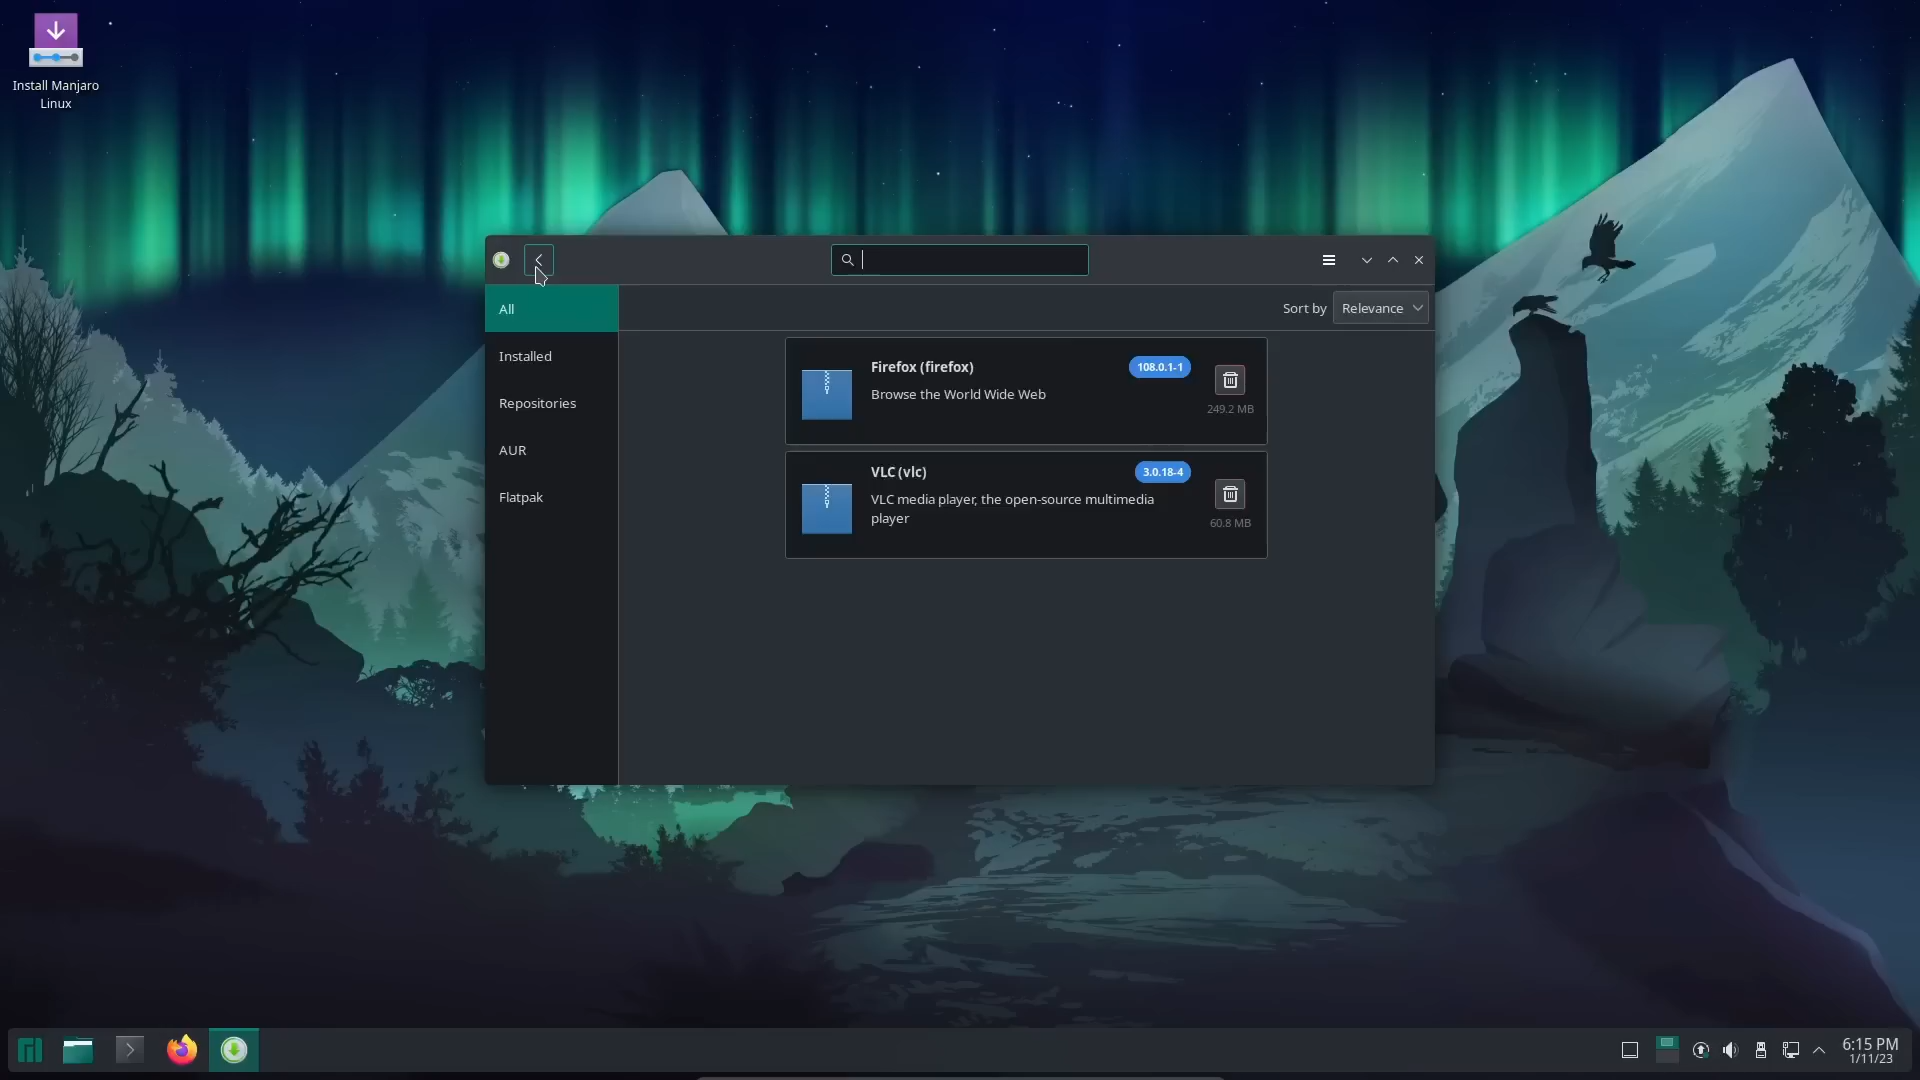 Install Manjaro
Linux
All
Installed
Repositories
AUR
Flatpak
Sort by Relevance
Firefox (firefox) 108.0.1-1
Browse the World Wide Web
249.2 MB
VLC (vlc) 3.0.18-4
VLC media player, the open-source multimedia
player
60.8 MB
6:15 PM
1/11/23